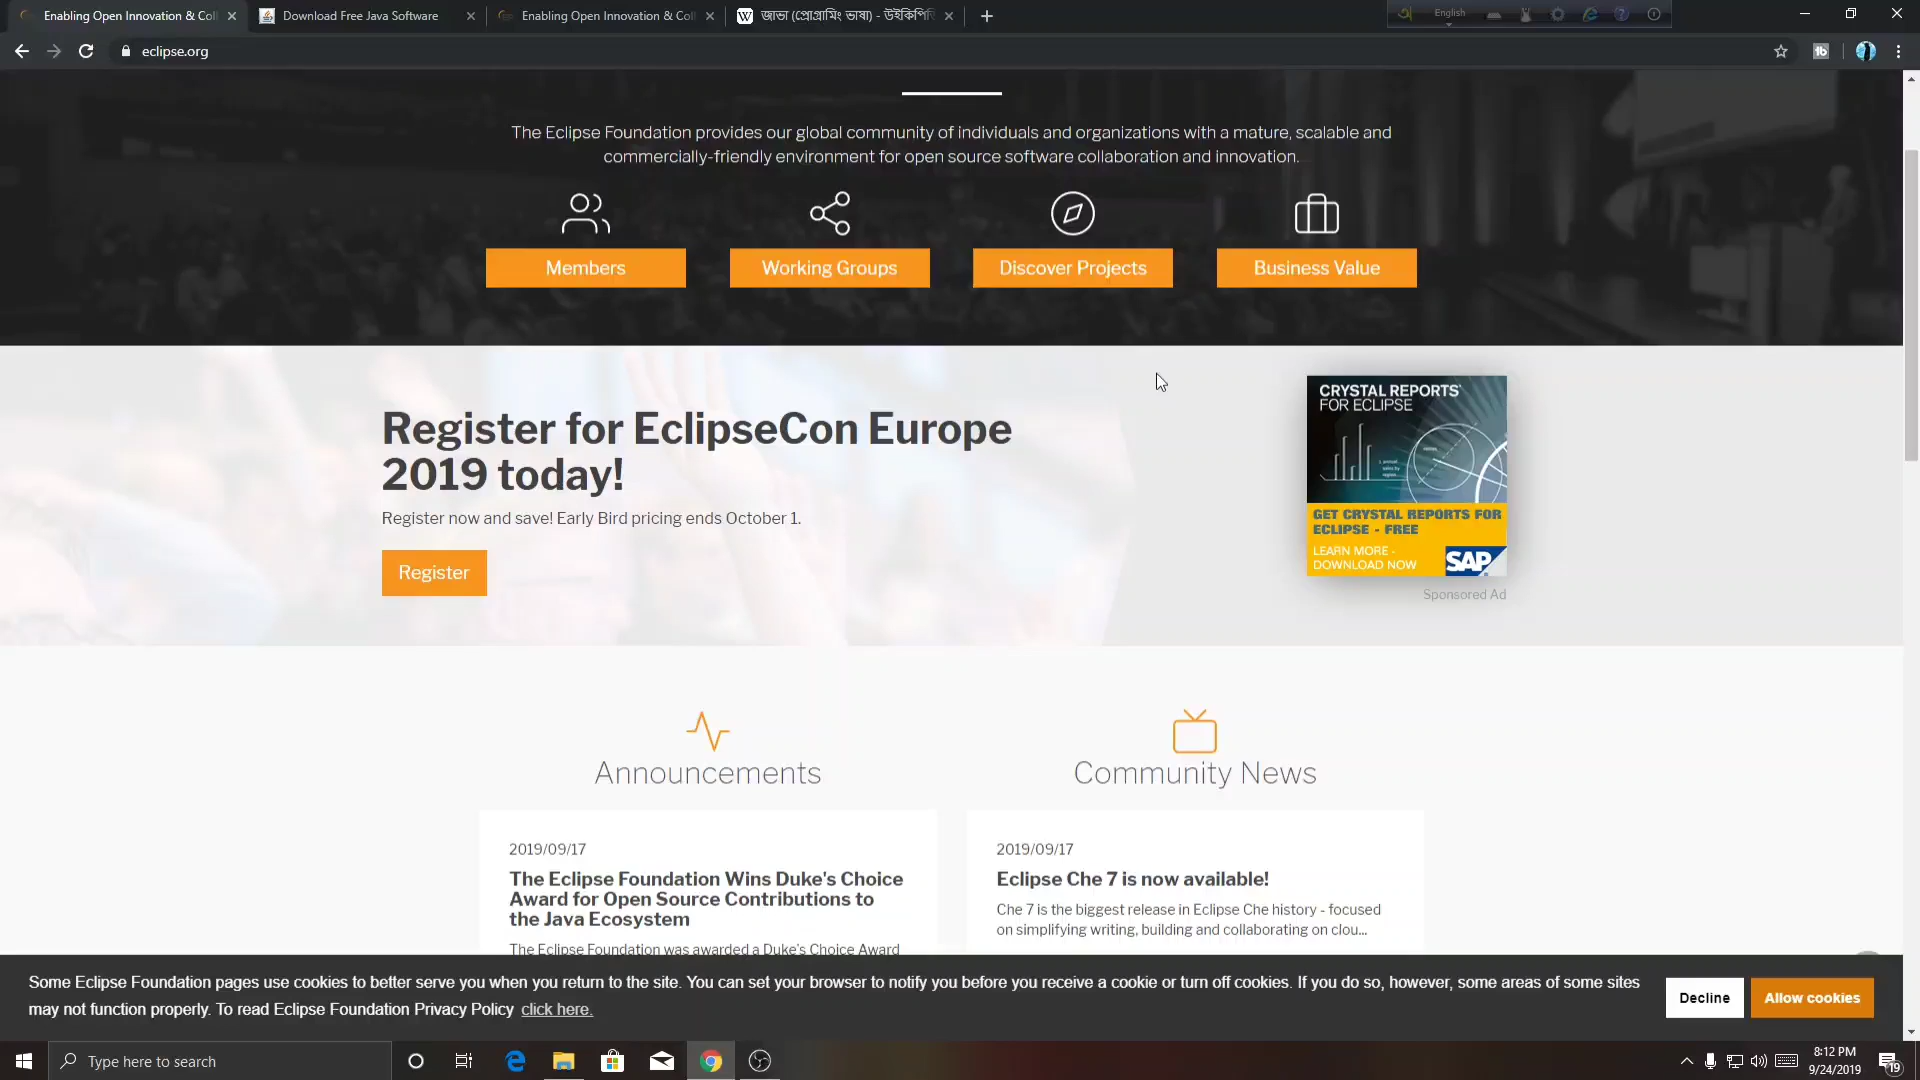 Enabling Open Innovation & Coll
Download Free Java Software
Enabling Open Innovation & Coll
জাভা (প্রোগ্রামিং ভাষা) - উইকিপিডি
English
eclipse.org
The Eclipse Foundation provides our global community of individuals and organizations with a mature, scalable and
commercially-friendly environment for open source software collaboration and innovation.
Members
Working Groups
Discover Projects
Business Value
Register for EclipseCon Europe
2019 today!
Register now and save! Early Bird pricing ends October 1.
Register
CRYSTAL REPORTS
FOR ECLIPSE
GET CRYSTAL REPORTS FOR
ECLIPSE - FREE
LEARN MORE -
DOWNLOAD NOW
SAP
Sponsored Ad
Announcements
Community News
2019/09/17
The Eclipse Foundation Wins Duke's Choice
Award for Open Source Contributions to
the Java Ecosystem
The Eclipse Foundation was awarded a Duke's Choice Award
2019/09/17
Eclipse Che 7 is now available!
Che 7 is the biggest release in Eclipse Che history - focused
on simplifying writing, building and collaborating on clou...
Some Eclipse Foundation pages use cookies to better serve you when you return to the site. You can set your browser to notify you before you receive a cookie or turn off cookies. If you do so, however, some areas of some sites
may not function properly. To read Eclipse Foundation Privacy Policy click here.
Decline
Allow cookies
Type here to search
8:12 PM
9/24/2019
19